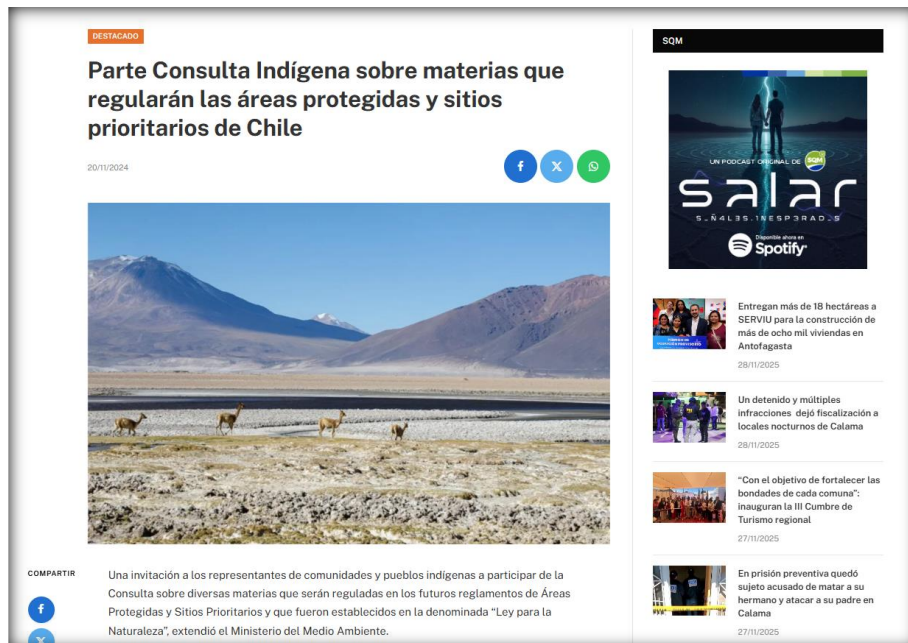 DESTACADO
Parte Consulta Indígena sobre materias que
regularán las áreas protegidas y sitios
prioritarios de Chile
20/11/2024
COMPARTIR
Una invitación a los representantes de comunidades y pueblos indígenas a participar de la
Consulta sobre diversas materias que serán reguladas en los futuros reglamentos de Áreas
Protegidas y Sitios Prioritarios y que fueron establecidos en la denominada “Ley para la
Naturaleza”, extendió el Ministerio del Medio Ambiente.
SQM
UN PODCAST ORIGINAL DE SQM
salar
S_Ñ4L3S.1NESP3RAD_S
Disponible ahora en
Spotify
Entregan más de 18 hectáreas a
SERVIU para la construcción de
más de ocho mil viviendas en
Antofagasta
28/11/2025
Un detenido y múltiples
infracciones dejó fiscalización a
locales nocturnos de Calama
28/11/2025
“Con el objetivo de fortalecer las
bondades de cada comuna”:
inauguran la III Cumbre de
Turismo regional
27/11/2025
En prisión preventiva quedó
sujeto acusado de matar a su
hermano y atacar a su padre en
Calama
27/11/2025